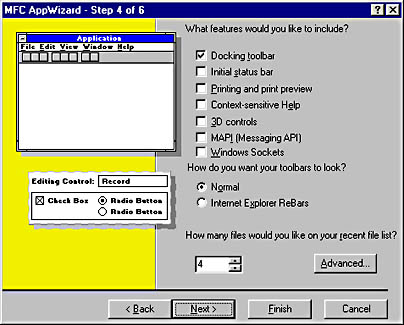 MFC AppWizard - Step 4 of 6
Application
File Edit View Window Help
Editing Control: Record
Check Box
Radio Button
Radio Button
What features would you like to include?
Docking toolbar
Initial status bar
Printing and print preview
Context-sensitive Help
3D controls
MAPI (Messaging API)
Windows Sockets
How do you want your toolbars to look?
Normal
Internet Explorer ReBars
How many files would you like on your recent file list?
4
Advanced...
< Back
Next >
Finish
Cancel